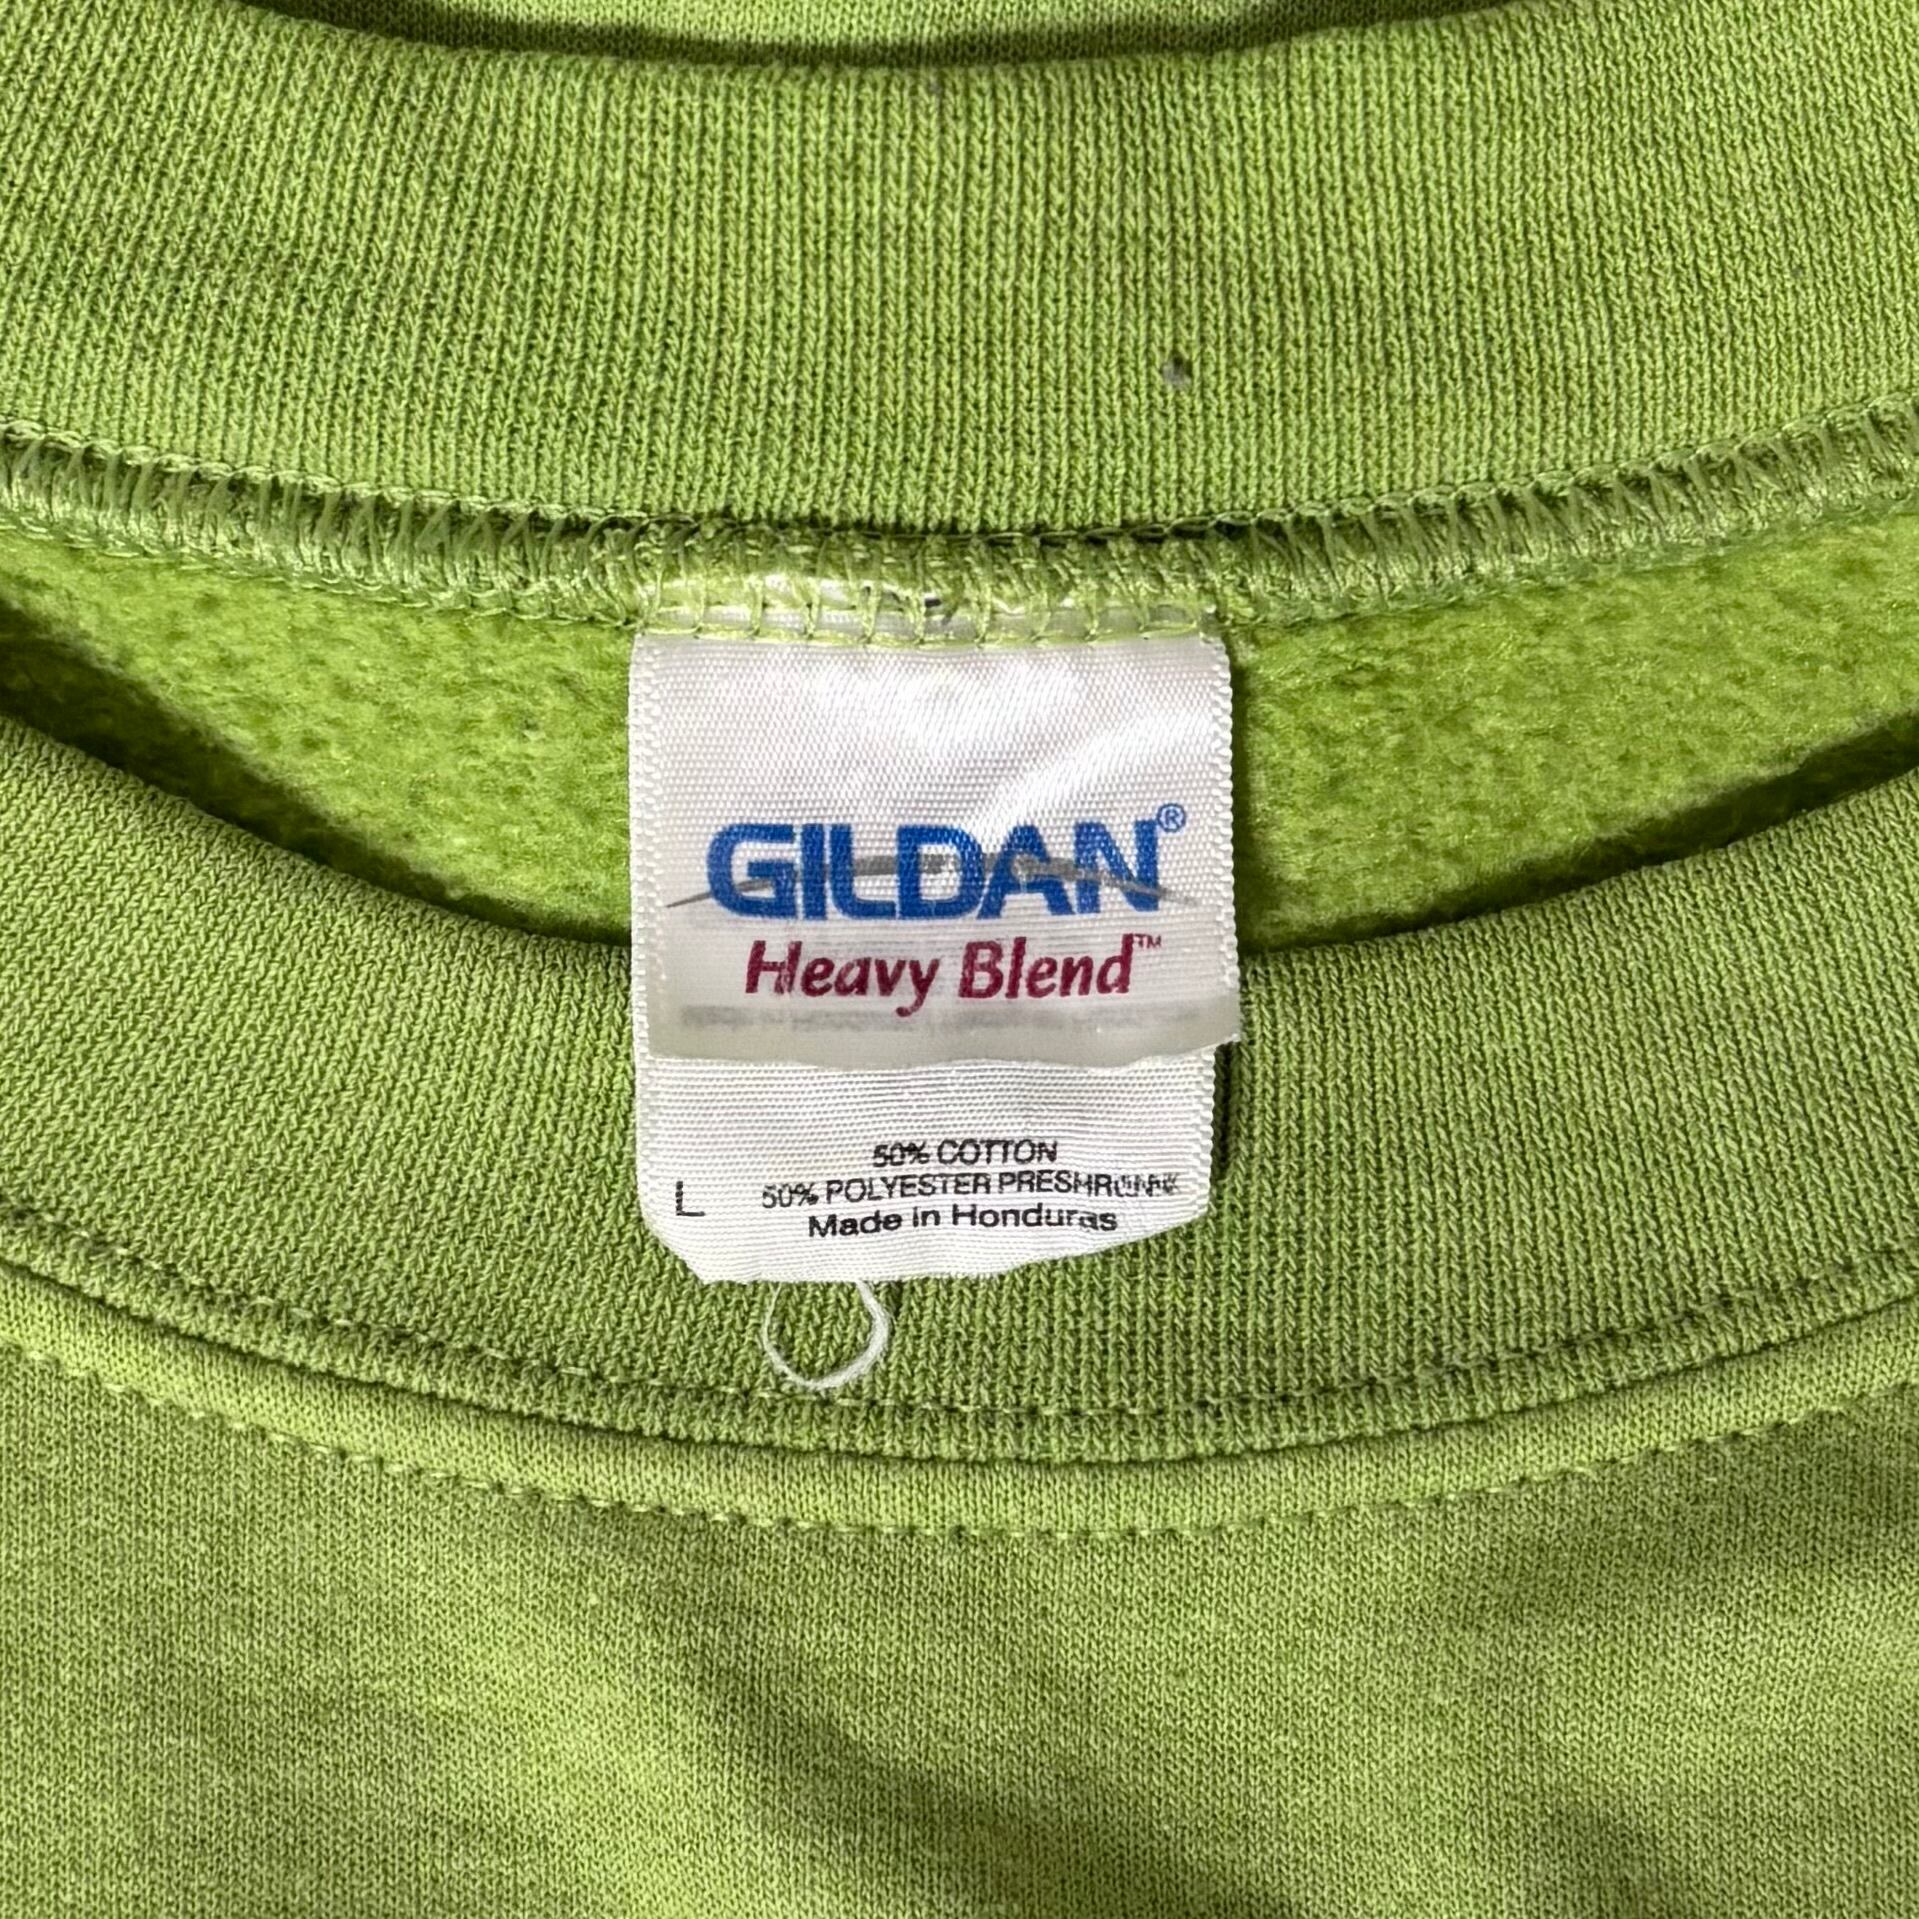 GILDAN®
Heavy Blend™
50% COTTON
L 50% POLYESTER PRESHRUNK
Made in Honduras